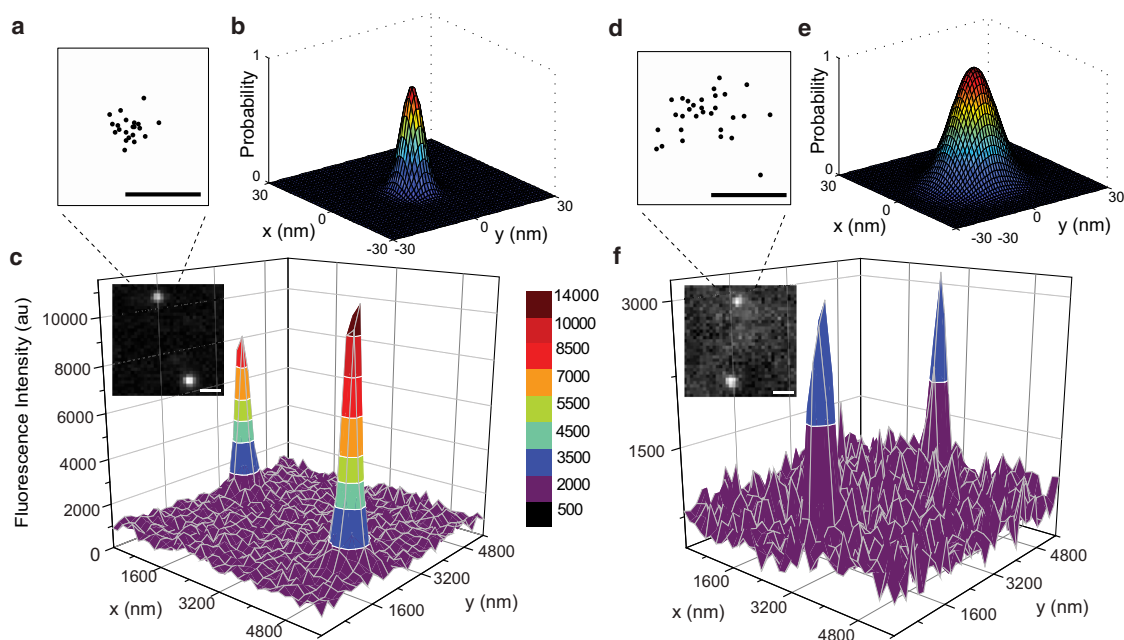 a
b
1
Probability
0
30
x (nm)
0
-30
-30
y (nm)
0
30
c
Fluorescence Intensity (au)
10000
8000
6000
4000
2000
0
1600
3200
4800
x (nm)
1600
3200
4800
y (nm)
14000
10000
8500
7000
5500
4500
3500
2000
500
d
e
1
Probability
0
30
x (nm)
0
-30
-30
y (nm)
0
30
f
3000
1500
1600
3200
4800
x (nm)
1600
3200
4800
y (nm)